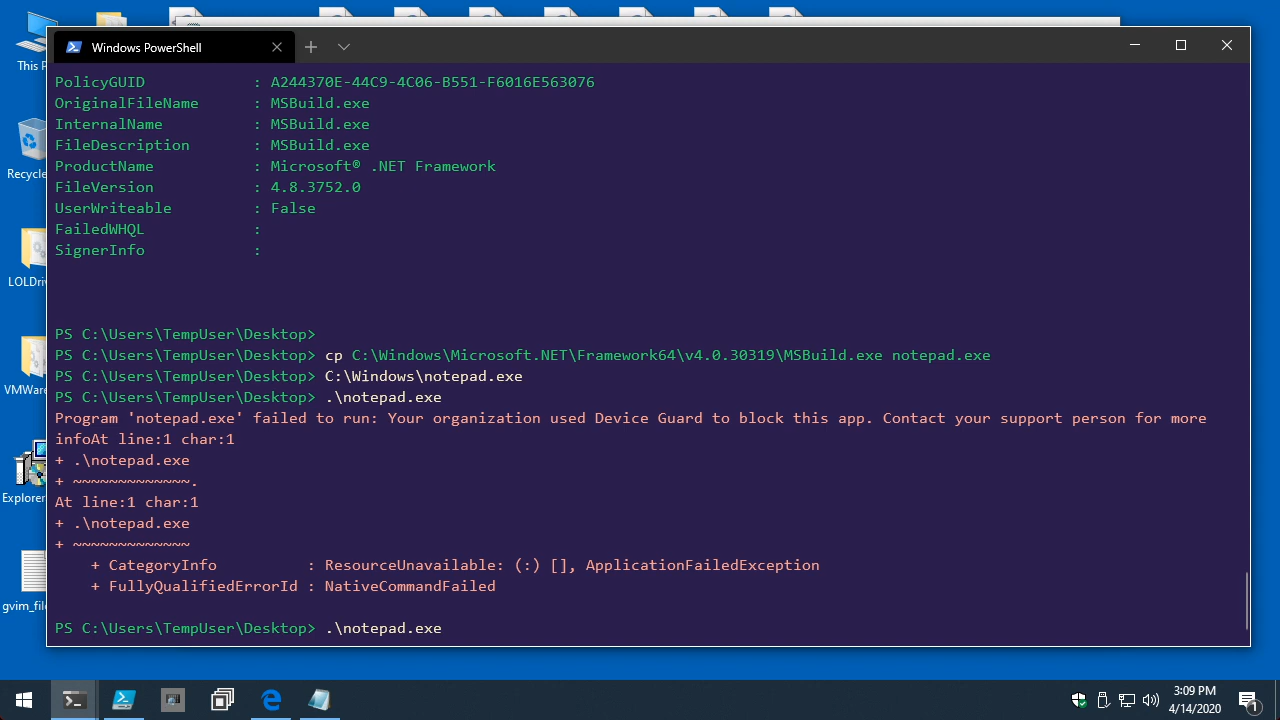 Windows PowerShell
PolicyGUID : A244370E-44C9-4C06-B551-F6016E563076
OriginalFileName : MSBuild.exe
InternalName : MSBuild.exe
FileDescription : MSBuild.exe
ProductName : Microsoft® .NET Framework
FileVersion : 4.8.3752.0
UserWriteable : False
FailedWHQL :
SignerInfo :
PS C:\Users\TempUser\Desktop>
PS C:\Users\TempUser\Desktop> cp C:\Windows\Microsoft.NET\Framework64\v4.0.30319\MSBuild.exe notepad.exe
PS C:\Users\TempUser\Desktop> C:\Windows\notepad.exe
PS C:\Users\TempUser\Desktop> .\notepad.exe
Program 'notepad.exe' failed to run: Your organization used Device Guard to block this app. Contact your support person for more
infoAt line:1 char:1
+ .\notepad.exe
+ ~~~~~~~~~~~~~.
At line:1 char:1
+ .\notepad.exe
+ ~~~~~~~~~~~~~
+ CategoryInfo : ResourceUnavailable: (:) [], ApplicationFailedException
+ FullyQualifiedErrorId : NativeCommandFailed
PS C:\Users\TempUser\Desktop> .\notepad.exe
This P
Recycle
LOLDriv
VMWare
Explorer
gvim_file
3:09 PM
4/14/2020
1